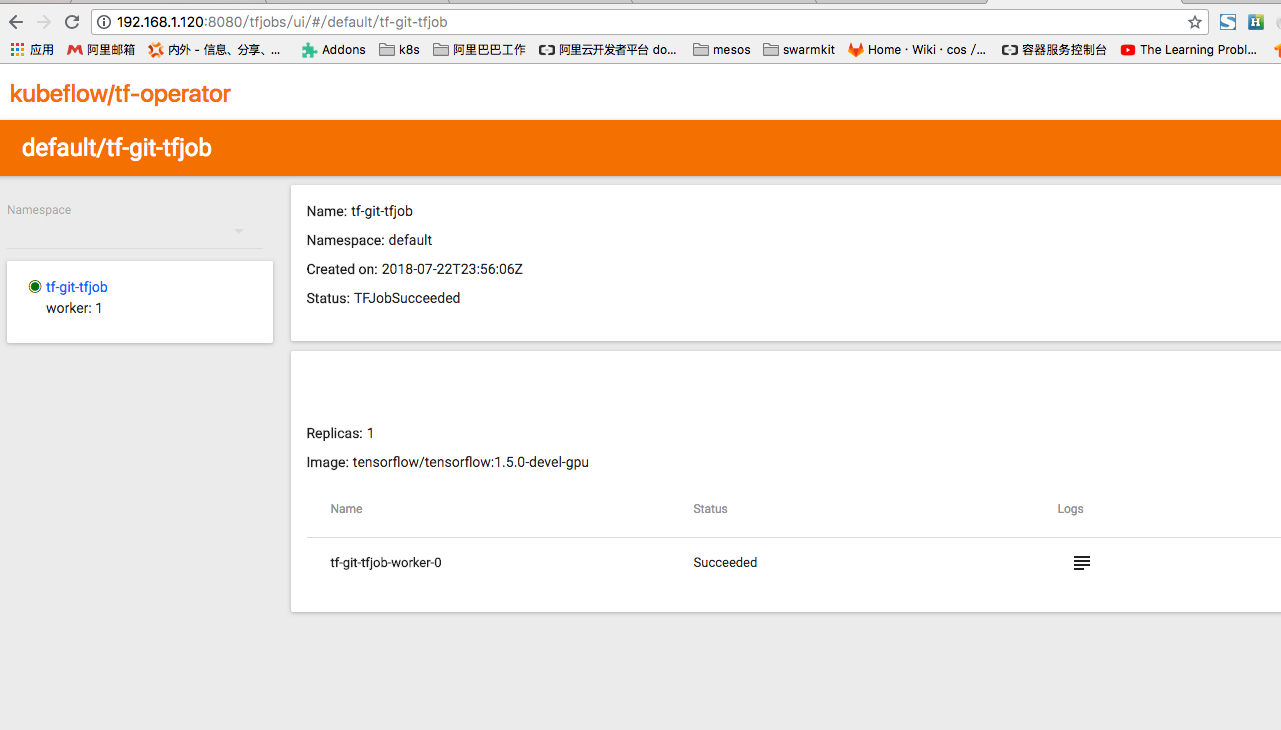 192.168.1.120:8080/tfjobs/ui/#/default/tf-git-tfjob
应用 阿里邮箱 内外 - 信息、分享、... Addons k8s 阿里巴巴工作 阿里云开发者平台 do... mesos swarmkit Home · Wiki · cos /... 容器服务控制台 The Learning Probl...
kubeflow/tf-operator
default/tf-git-tfjob
Namespace
tf-git-tfjob
worker: 1
Name: tf-git-tfjob
Namespace: default
Created on: 2018-07-22T23:56:06Z
Status: TFJobSucceeded
Replicas: 1
Image: tensorflow/tensorflow:1.5.0-devel-gpu
Name Status Logs
tf-git-tfjob-worker-0 Succeeded